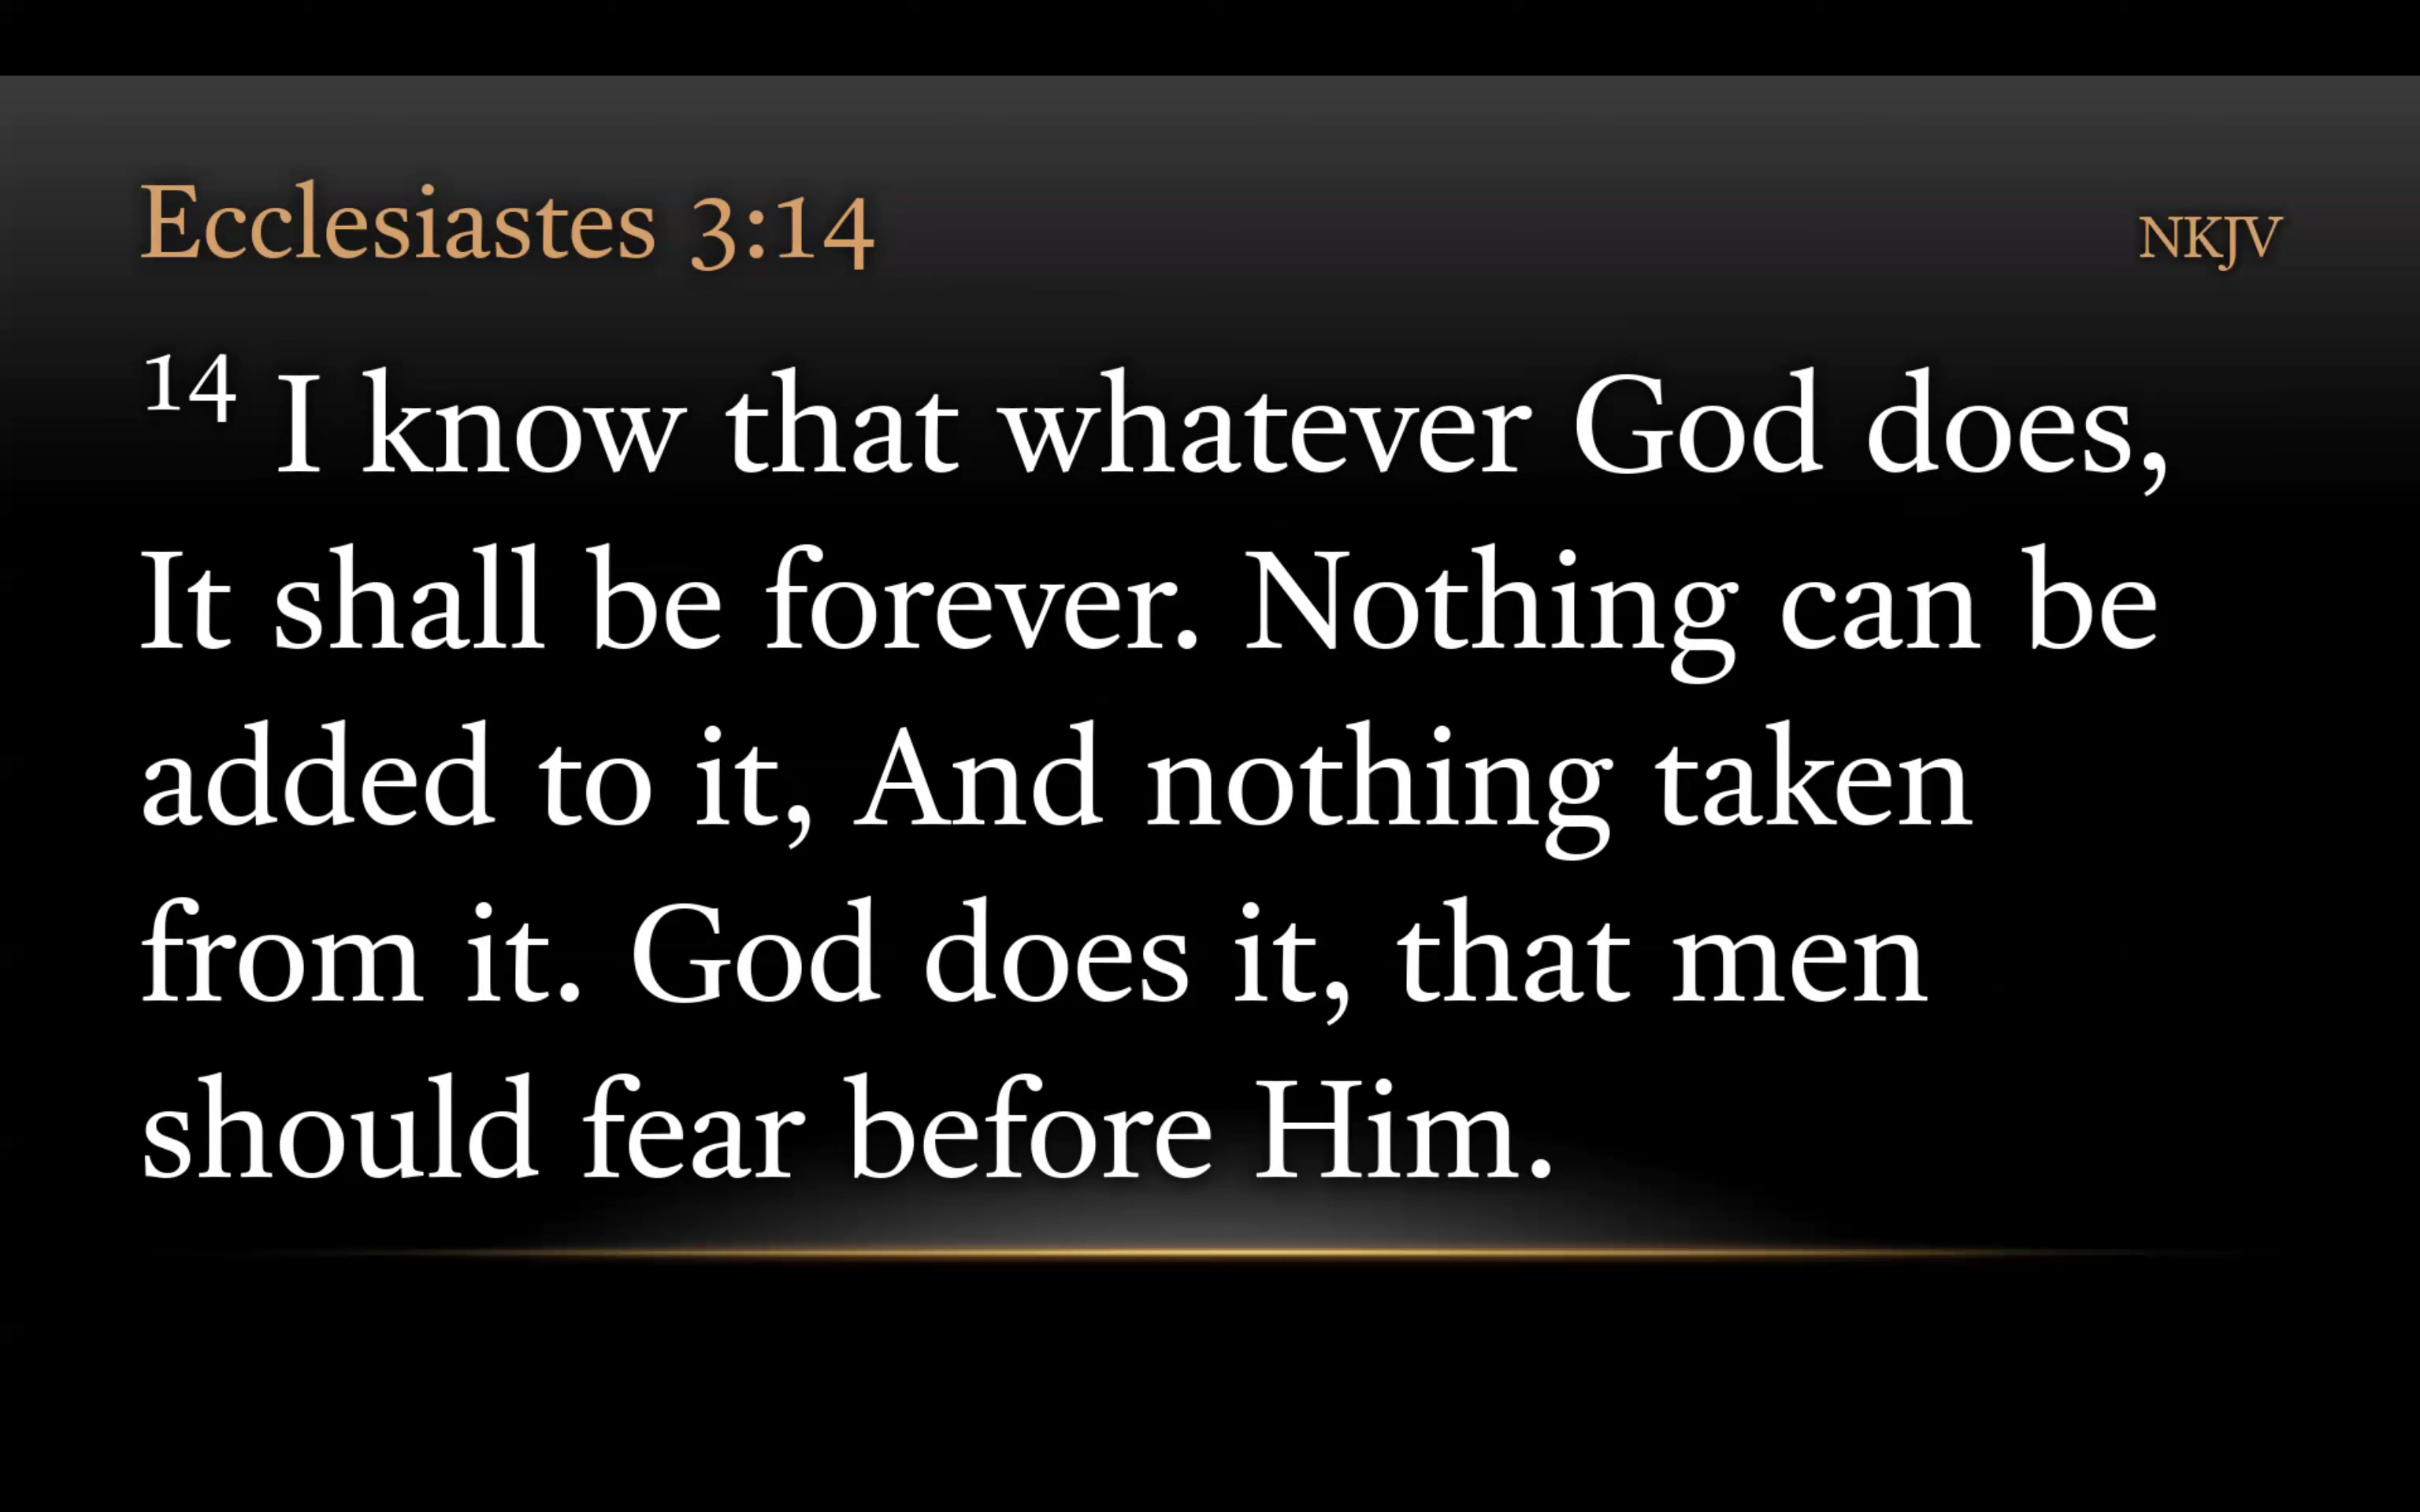 Ecclesiastes 3:14
NKJV
14 I know that whatever God does,
It shall be forever. Nothing can be
added to it, And nothing taken
from it. God does it, that men
should fear before Him.